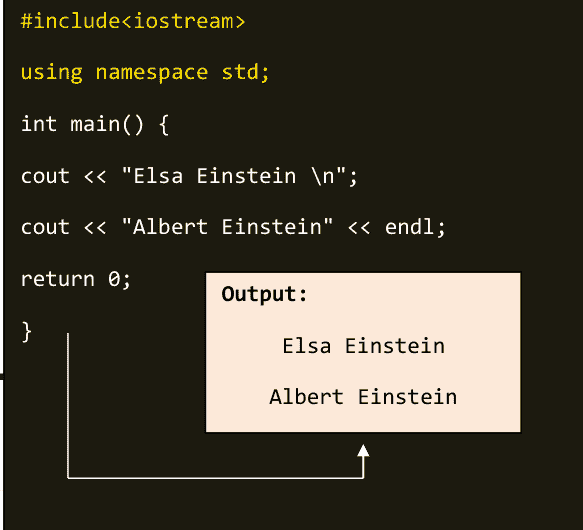 #include<iostream>
using namespace std;
int main() {
cout << "Elsa Einstein \n";
cout << "Albert Einstein" << endl;
return 0;
}
Output:
Elsa Einstein
Albert Einstein